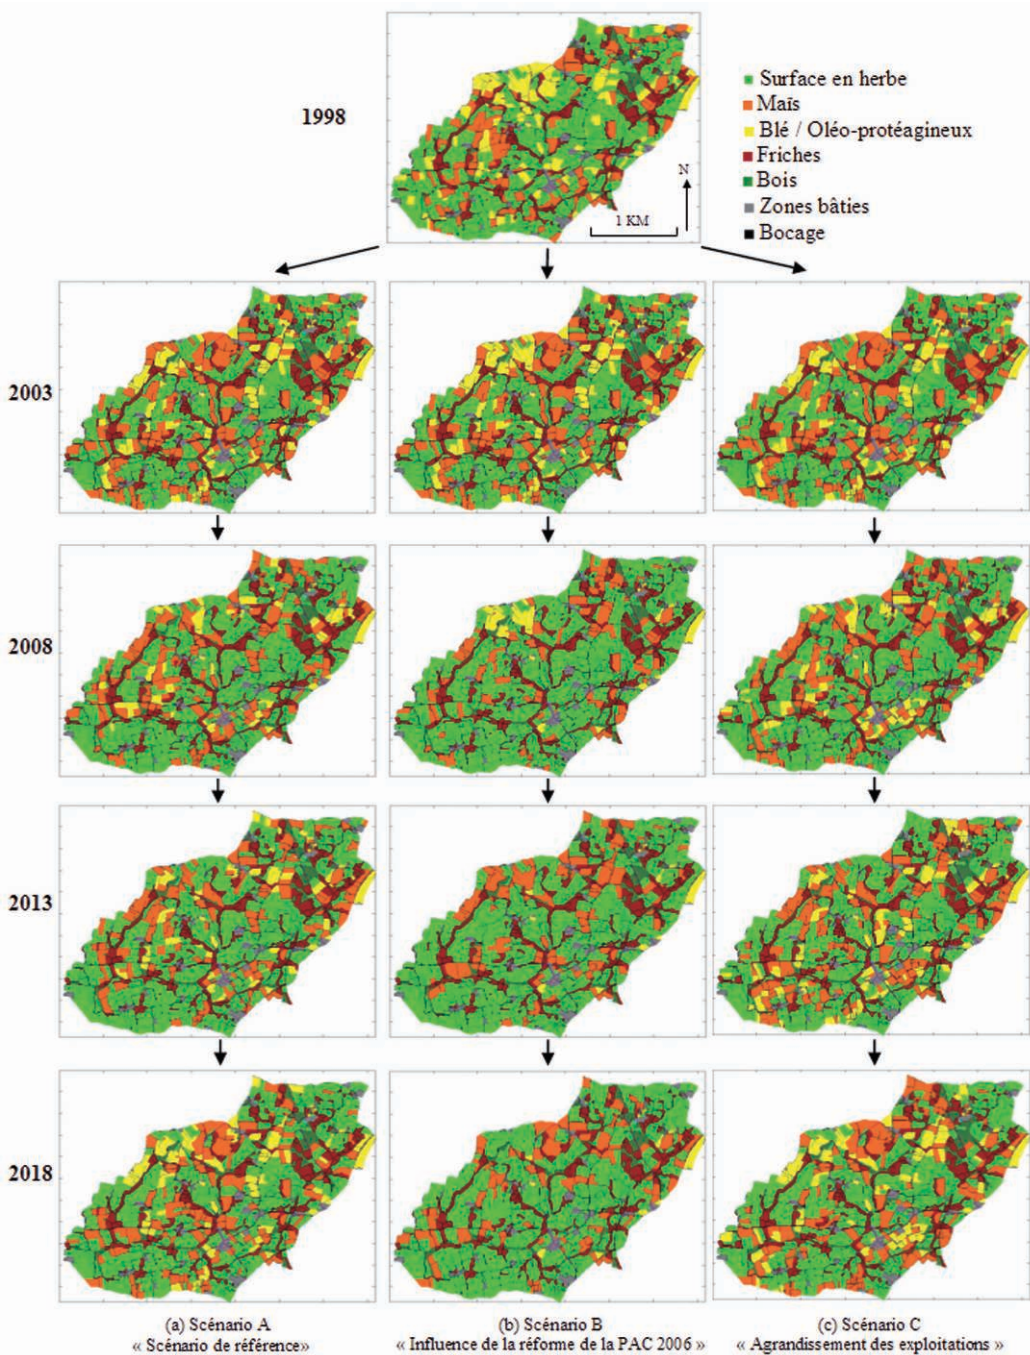 1998
Surface en herbe
Maïs
Blé / Oléo-protéagineux
Friches
Bois
Zones bâties
Bocage
N
1 KM
2003
2008
2013
2018
(a) Scénario A
« Scénario de référence»
(b) Scénario B
« Influence de la réforme de la PAC 2006 »
(c) Scénario C
« Agrandissement des exploitations »